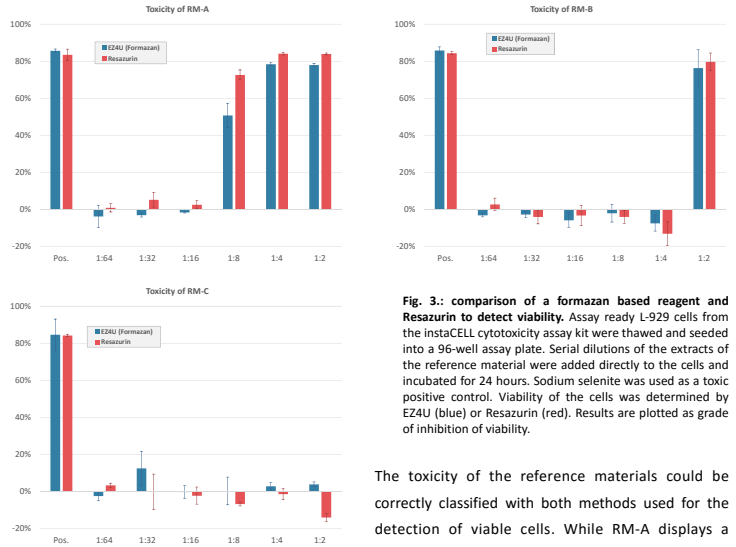 Toxicity of RM-A
100%
80%
60%
40%
20%
0%
-20%
EZ4U (Formazan)
Resazurin
Pos. 1:64 1:32 1:16 1:8 1:4 1:2
Toxicity of RM-B
100%
80%
60%
40%
20%
0%
-20%
EZ4U (Formazan)
Resazurin
Pos. 1:64 1:32 1:16 1:8 1:4 1:2
Toxicity of RM-C
100%
80%
60%
40%
20%
0%
-20%
EZ4U (Formazan)
Resazurin
Pos. 1:64 1:32 1:16 1:8 1:4 1:2
Fig. 3.: comparison of a formazan based reagent and
Resazurin to detect viability. Assay ready L-929 cells from
the instaCELL cytotoxicity assay kit were thawed and seeded
into a 96-well assay plate. Serial dilutions of the extracts of
the reference material were added directly to the cells and
incubated for 24 hours. Sodium selenite was used as a toxic
positive control. Viability of the cells was determined by
EZ4U (blue) or Resazurin (red). Results are plotted as grade
of inhibition of viability.
The toxicity of the reference materials could be
correctly classified with both methods used for the
detection of viable cells. While RM-A displays a